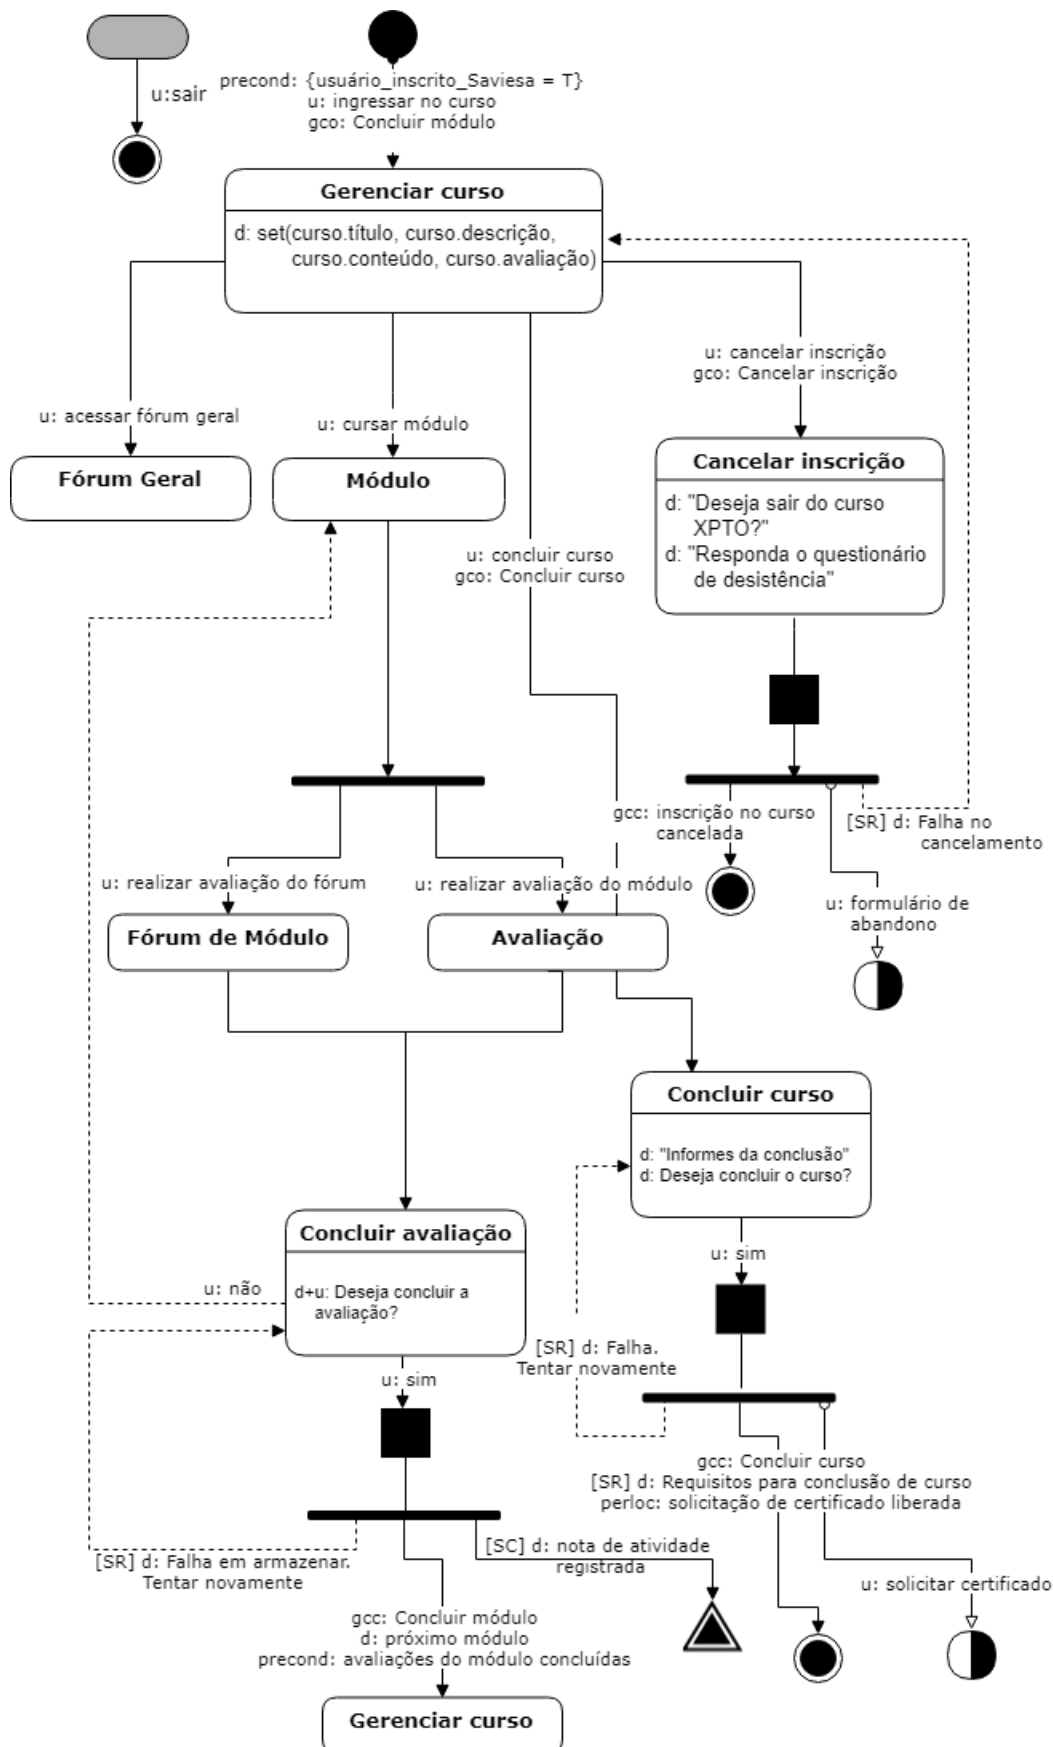 u:sair
precond: {usuário_inscrito_Saviesa = T}
u: ingressar no curso
gco: Concluir módulo
Gerenciar curso
d: set(curso.título, curso.descrição,
curso.conteúdo, curso.avaliação)
u: cancelar inscrição
gco: Cancelar inscrição
u: acessar fórum geral
u: cursar módulo
Fórum Geral
Módulo
Cancelar inscrição
d: "Deseja sair do curso
XPTO?"
d: "Responda o questionário
de desistência"
u: concluir curso
gco: Concluir curso
gcc: inscrição no curso
cancelada
[SR] d: Falha no
cancelamento
u: realizar avaliação do fórum
u: realizar avaliação do módulo
u: formulário de
abandono
Fórum de Módulo
Avaliação
Concluir curso
d: "Informes da conclusão"
d: Deseja concluir o curso?
Concluir avaliação
d+u: Deseja concluir a
avaliação?
u: não
u: sim
u: sim
[SR] d: Falha.
Tentar novamente
gcc: Concluir curso
[SR] d: Requisitos para conclusão de curso
perloc: solicitação de certificado liberada
[SR] d: Falha em armazenar.
Tentar novamente
[SC] d: nota de atividade
registrada
u: solicitar certificado
gcc: Concluir módulo
d: próximo módulo
precond: avaliações do módulo concluídas
Gerenciar curso